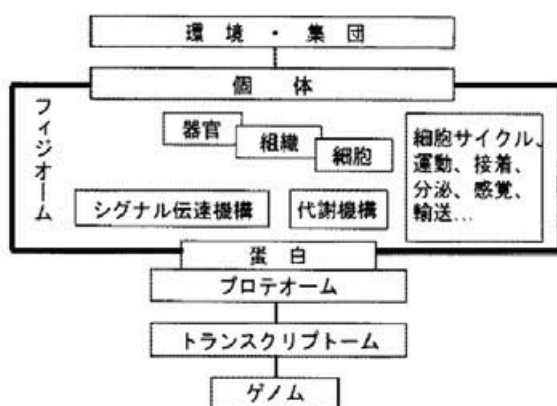 環境・集団
個体
フィジオーム
器官
組織
細胞
細胞サイクル、
運動、接着、
分泌、感覚、
輸送…
シグナル伝達機構
代謝機構
蛋白
プロテオーム
トランスクリプトーム
ゲノム